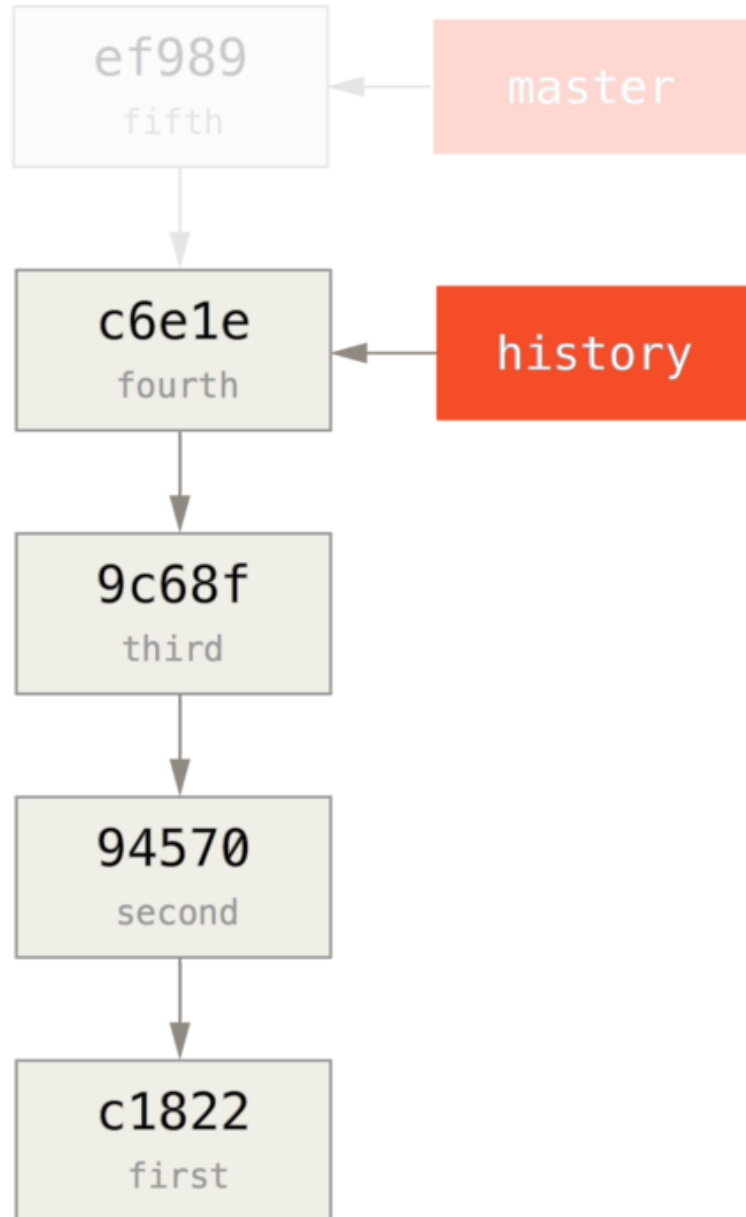 ef989
fifth
master
c6e1e
fourth
history
9c68f
third
94570
second
c1822
first